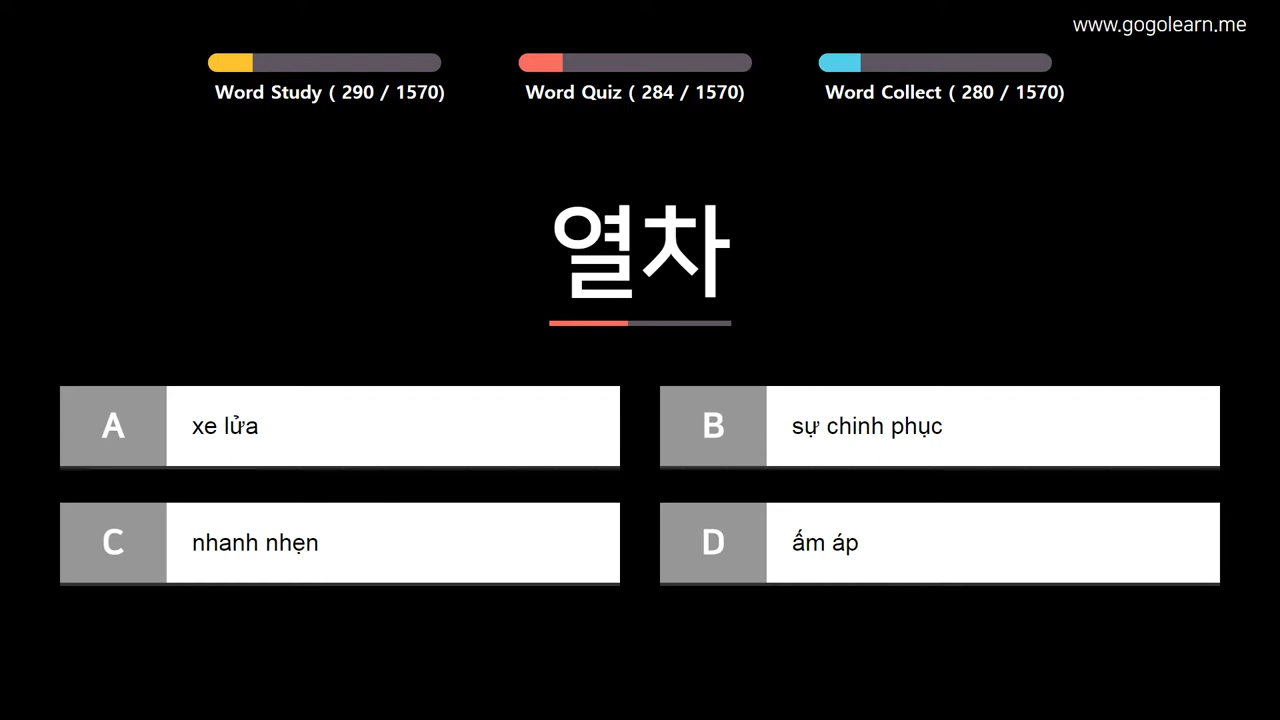 www.gogolearn.me
Word Study ( 290 / 1570)
Word Quiz ( 284 / 1570)
Word Collect ( 280 / 1570)
열차
A xe lửa
B sự chinh phục
C nhanh nhẹn
D ấm áp